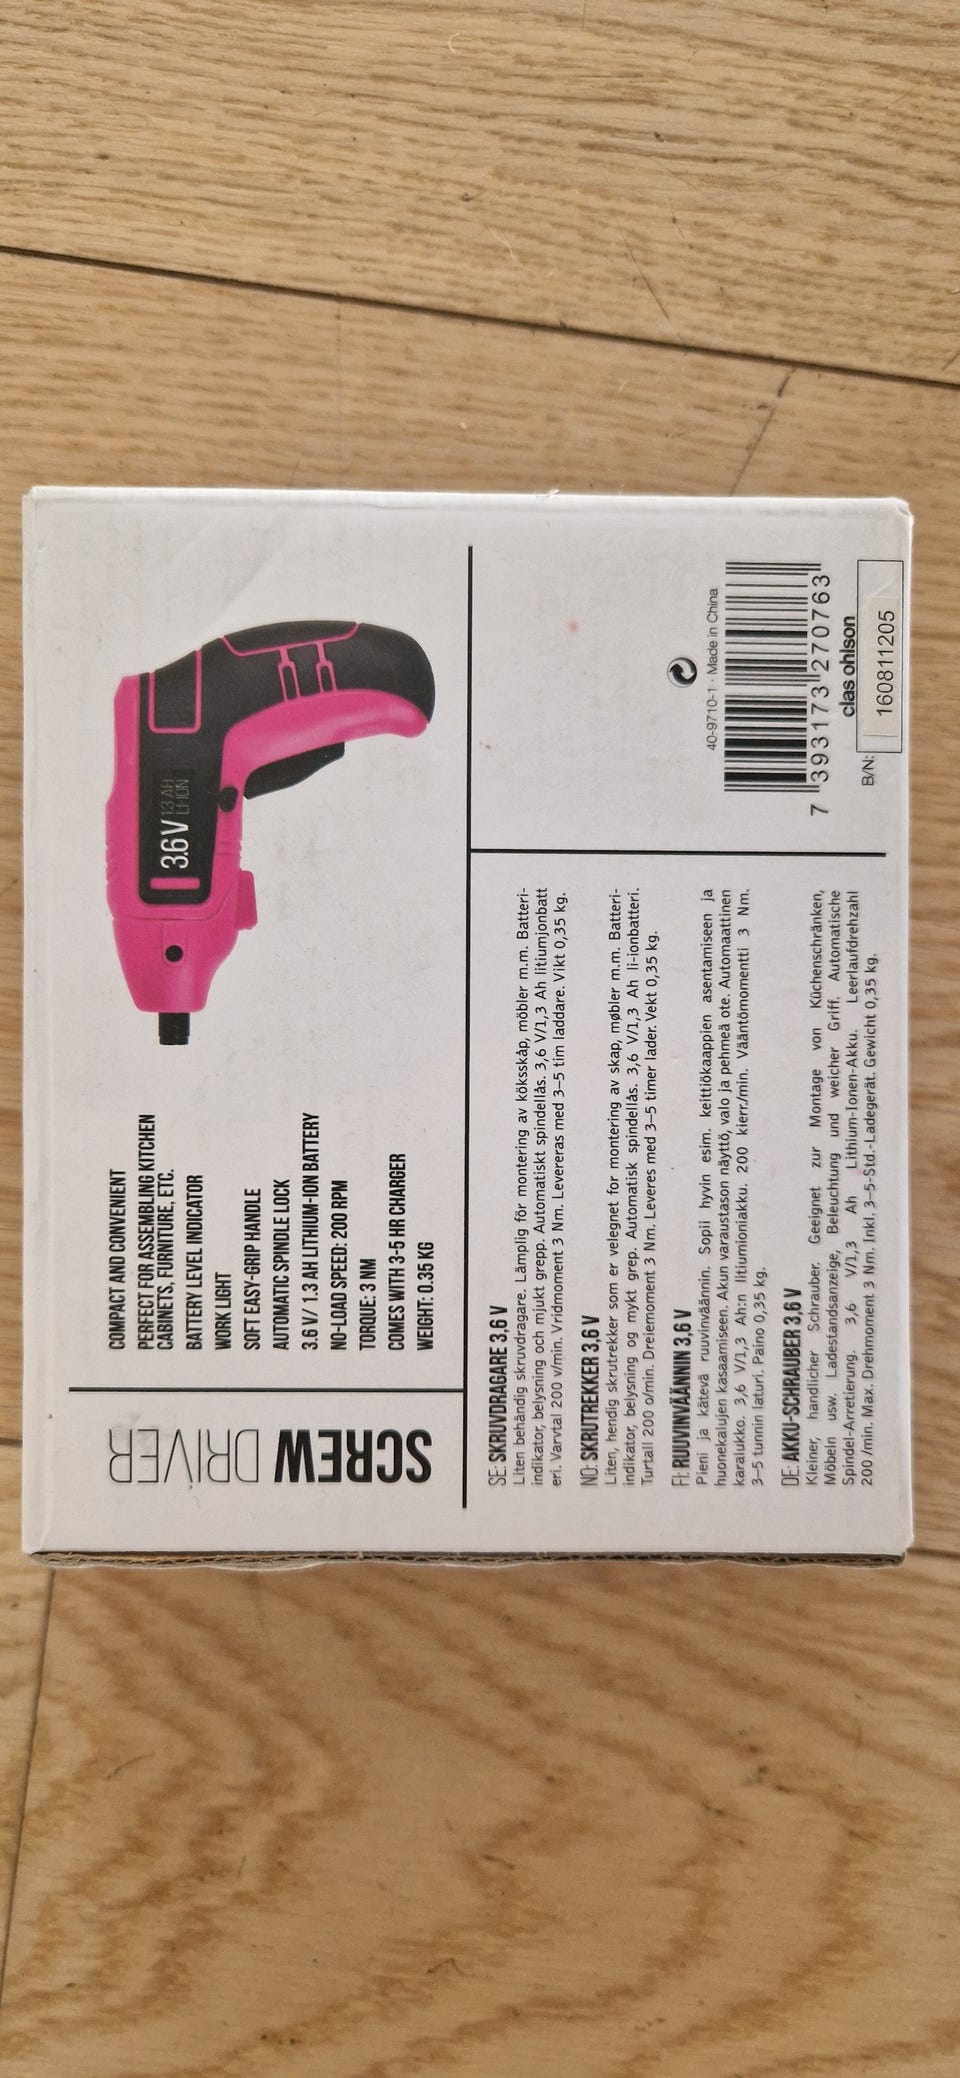 SCREW
DRIVER
COMPACT AND CONVENIENT
PERFECT FOR ASSEMBLING KITCHEN
CABINETS, FURNITURE, ETC.
BATTERY LEVEL INDICATOR
WORK LIGHT
SOFT EASY-GRIP HANDLE
AUTOMATIC SPINDLE LOCK
3.6 V/ 1.3 AH LITHIUM-ION BATTERY
NO-LOAD SPEED: 200 RPM
TORQUE: 3 NM
COMES WITH 3-5 HR CHARGER
WEIGHT: 0.35 KG
3.6 V 1.3 AH
LI-ION
SE: SKRUVDRAGARE 3,6 V
Liten behändig skruvdragare. Lämplig för montering av köksskåp, möbler m.m. Batteri-
indikator, belysning och mjukt grepp. Automatiskt spindellås. 3,6 V/1,3 Ah litiumjonbatt
eri. Varvtal 200 v/min. Vridmoment 3 Nm. Levereras med 3–5 tim laddare. Vikt 0,35 kg.
NO: SKRUTREKKER 3,6 V
Liten, hendig skrutrekker som er velegnet for montering av skap, møbler m.m. Batteri-
indikator, belysning og mykt grep. Automatisk spindellås. 3,6 V/1,3 Ah li-ionbatteri.
Turtall 200 o/min. Dreiemoment 3 Nm. Leveres med 3–5 timer lader. Vekt 0,35 kg.
FI: RUUVINVÄÄNNIN 3,6 V
Pieni ja kätevä ruuvinväännin. Sopii hyvin esim. keittiökaappien asentamiseen ja
huonekalujen kasaamiseen. Akun varaustason näyttö, valo ja pehmeä ote. Automaattinen
karalukko. 3,6 V/1,3 Ah:n litiumioniakku. 200 kierr./min. Vääntömomentti 3 Nm.
3–5 tunnin laturi. Paino 0,35 kg.
DE: AKKU-SCHRAUBER 3,6 V
Kleiner, handlicher Schrauber. Geeignet zur Montage von Küchenschränken,
Möbeln usw. Ladestandsanzeige, Beleuchtung und weicher Griff. Automatische
Spindel-Arretierung. 3,6 V/1,3 Ah Lithium-Ionen-Akku. Leerlaufdrehzahl
200 /min. Max. Drehmoment 3 Nm. Inkl. 3–5-Std.-Ladegerät. Gewicht 0,35 kg.
40-9710-1 · Made in China
7 393173 270763
clas ohlson
B/N: 160811205